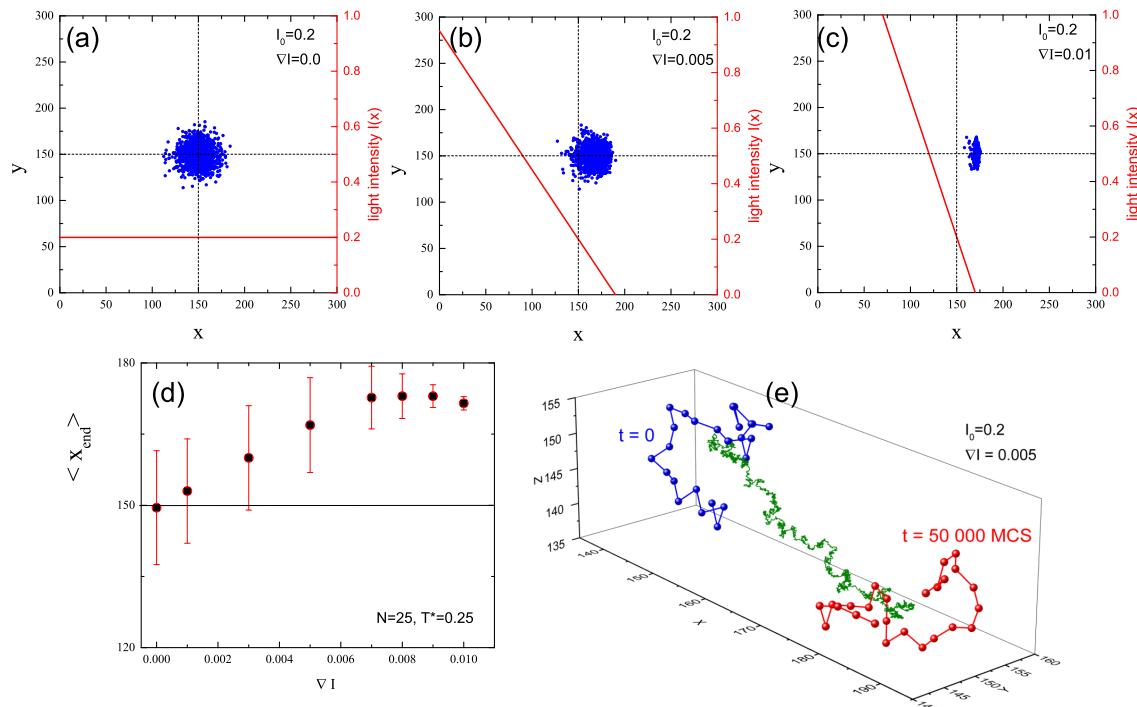 (a)
I₀=0.2
∇I=0.0
300
250
200
150
100
50
0
y
0 50 100 150 200 250 300
x
1.0
0.8
0.6
0.4
0.2
0.0
light intensity I(x)
(b)
I₀=0.2
∇I=0.005
300
250
200
150
100
50
0
y
0 50 100 150 200 250 300
x
1.0
0.8
0.6
0.4
0.2
0.0
light intensity I(x)
(c)
I₀=0.2
∇I=0.01
300
250
200
150
100
50
0
y
0 50 100 150 200 250 300
x
1.0
0.8
0.6
0.4
0.2
0.0
light intensity I(x)
(d)
180
150
120
< x_end >
N=25, T*=0.25
0.000 0.002 0.004 0.006 0.008 0.010
∇ I
(e)
t = 0
I₀=0.2
∇I = 0.005
t = 50 000 MCS
155
150
145
140
135
Z
140
150
160
170
180
190
X
145
150
155
160
Y